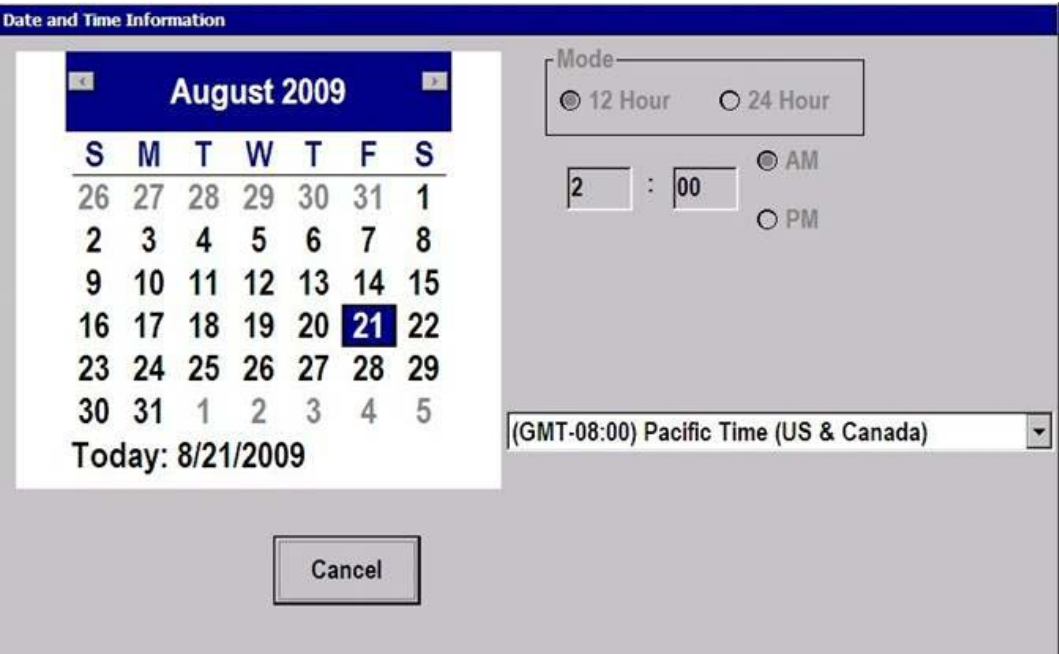 Date and Time Information
August 2009
S M T W T F S
26 27 28 29 30 31 1
2 3 4 5 6 7 8
9 10 11 12 13 14 15
16 17 18 19 20 21 22
23 24 25 26 27 28 29
30 31 1 2 3 4 5
Today: 8/21/2009
Mode
12 Hour 24 Hour
2 : 00
AM
PM
(GMT-08:00) Pacific Time (US & Canada)
Cancel